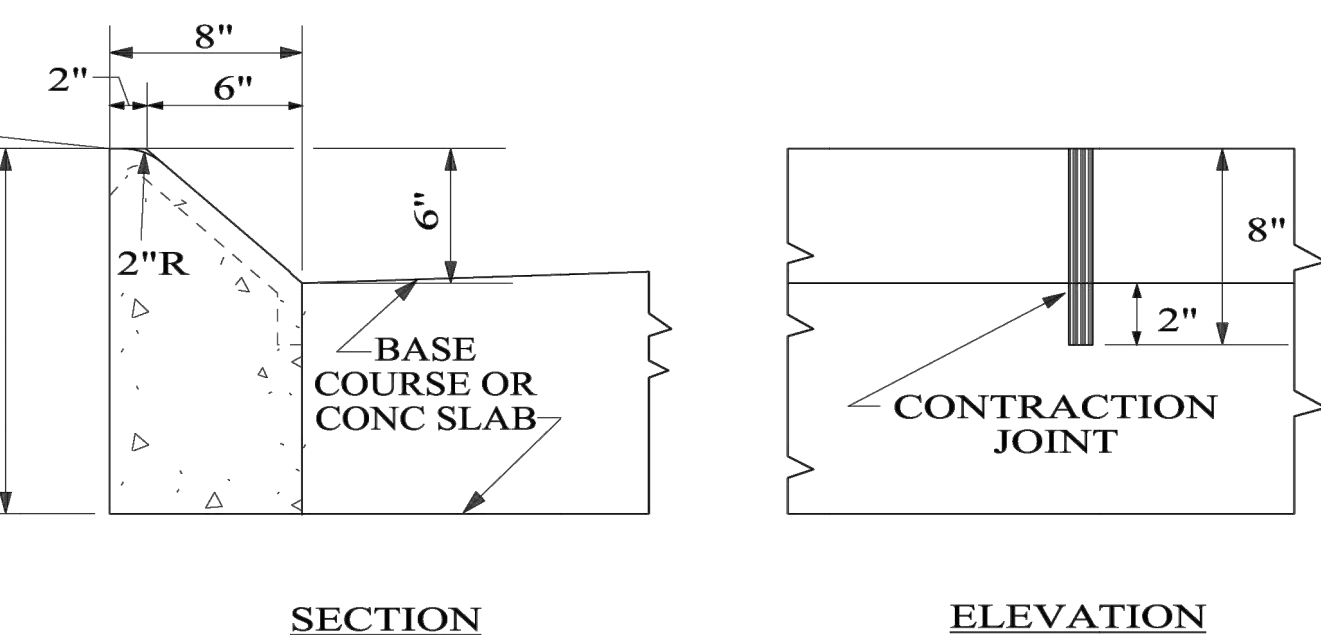 8"
2"
6"
6"
2"R
BASE
COURSE OR
CONC SLAB
SECTION
8"
2"
CONTRACTION
JOINT
ELEVATION